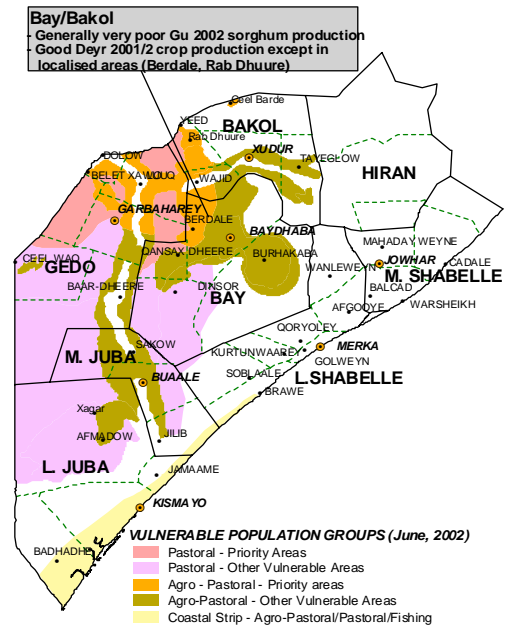 Bay/Bakol
- Generally very poor Gu 2002 sorghum production
- Good Deyr 2001/2 crop production except in
localised areas (Berdale, Rab Dhuure)
Ceel Barde
YEED
BAKOL
Rab Dhuure
XUDUR
DOLOW
TAYEGLOW
HIRAN
BELET XAWO
LUUQ
WAJID
GARBAHAREY
BERDALE
BAYDHABA
MAHADAY WEYNE
QANSAX DHEERE
BURHAKABA
CEEL WAQ
GEDO
JOWHAR
CADALE
WANLEWEYN
M. SHABELLE
DINSOR
BAAR-DHEERE
BAY
BALCAD
WARSHEIKH
AFGOOYE
QORYOLEY
MERKA
M. JUBA
SAKOW
KURTUNWAAREY
GOLWEYN
SOBLAALE
L.SHABELLE
BUAALE
BRAWE
Xagar
AFMADOW
JILIB
L. JUBA
JAMAAME
KISMAYO
VULNERABLE POPULATION GROUPS (June, 2002)
BADHADHE
Pastoral - Priority Areas
Pastoral - Other Vulnerable Areas
Agro - Pastoral - Priority areas
Agro-Pastoral - Other Vulnerable Areas
Coastal Strip - Agro-Pastoral/Pastoral/Fishing